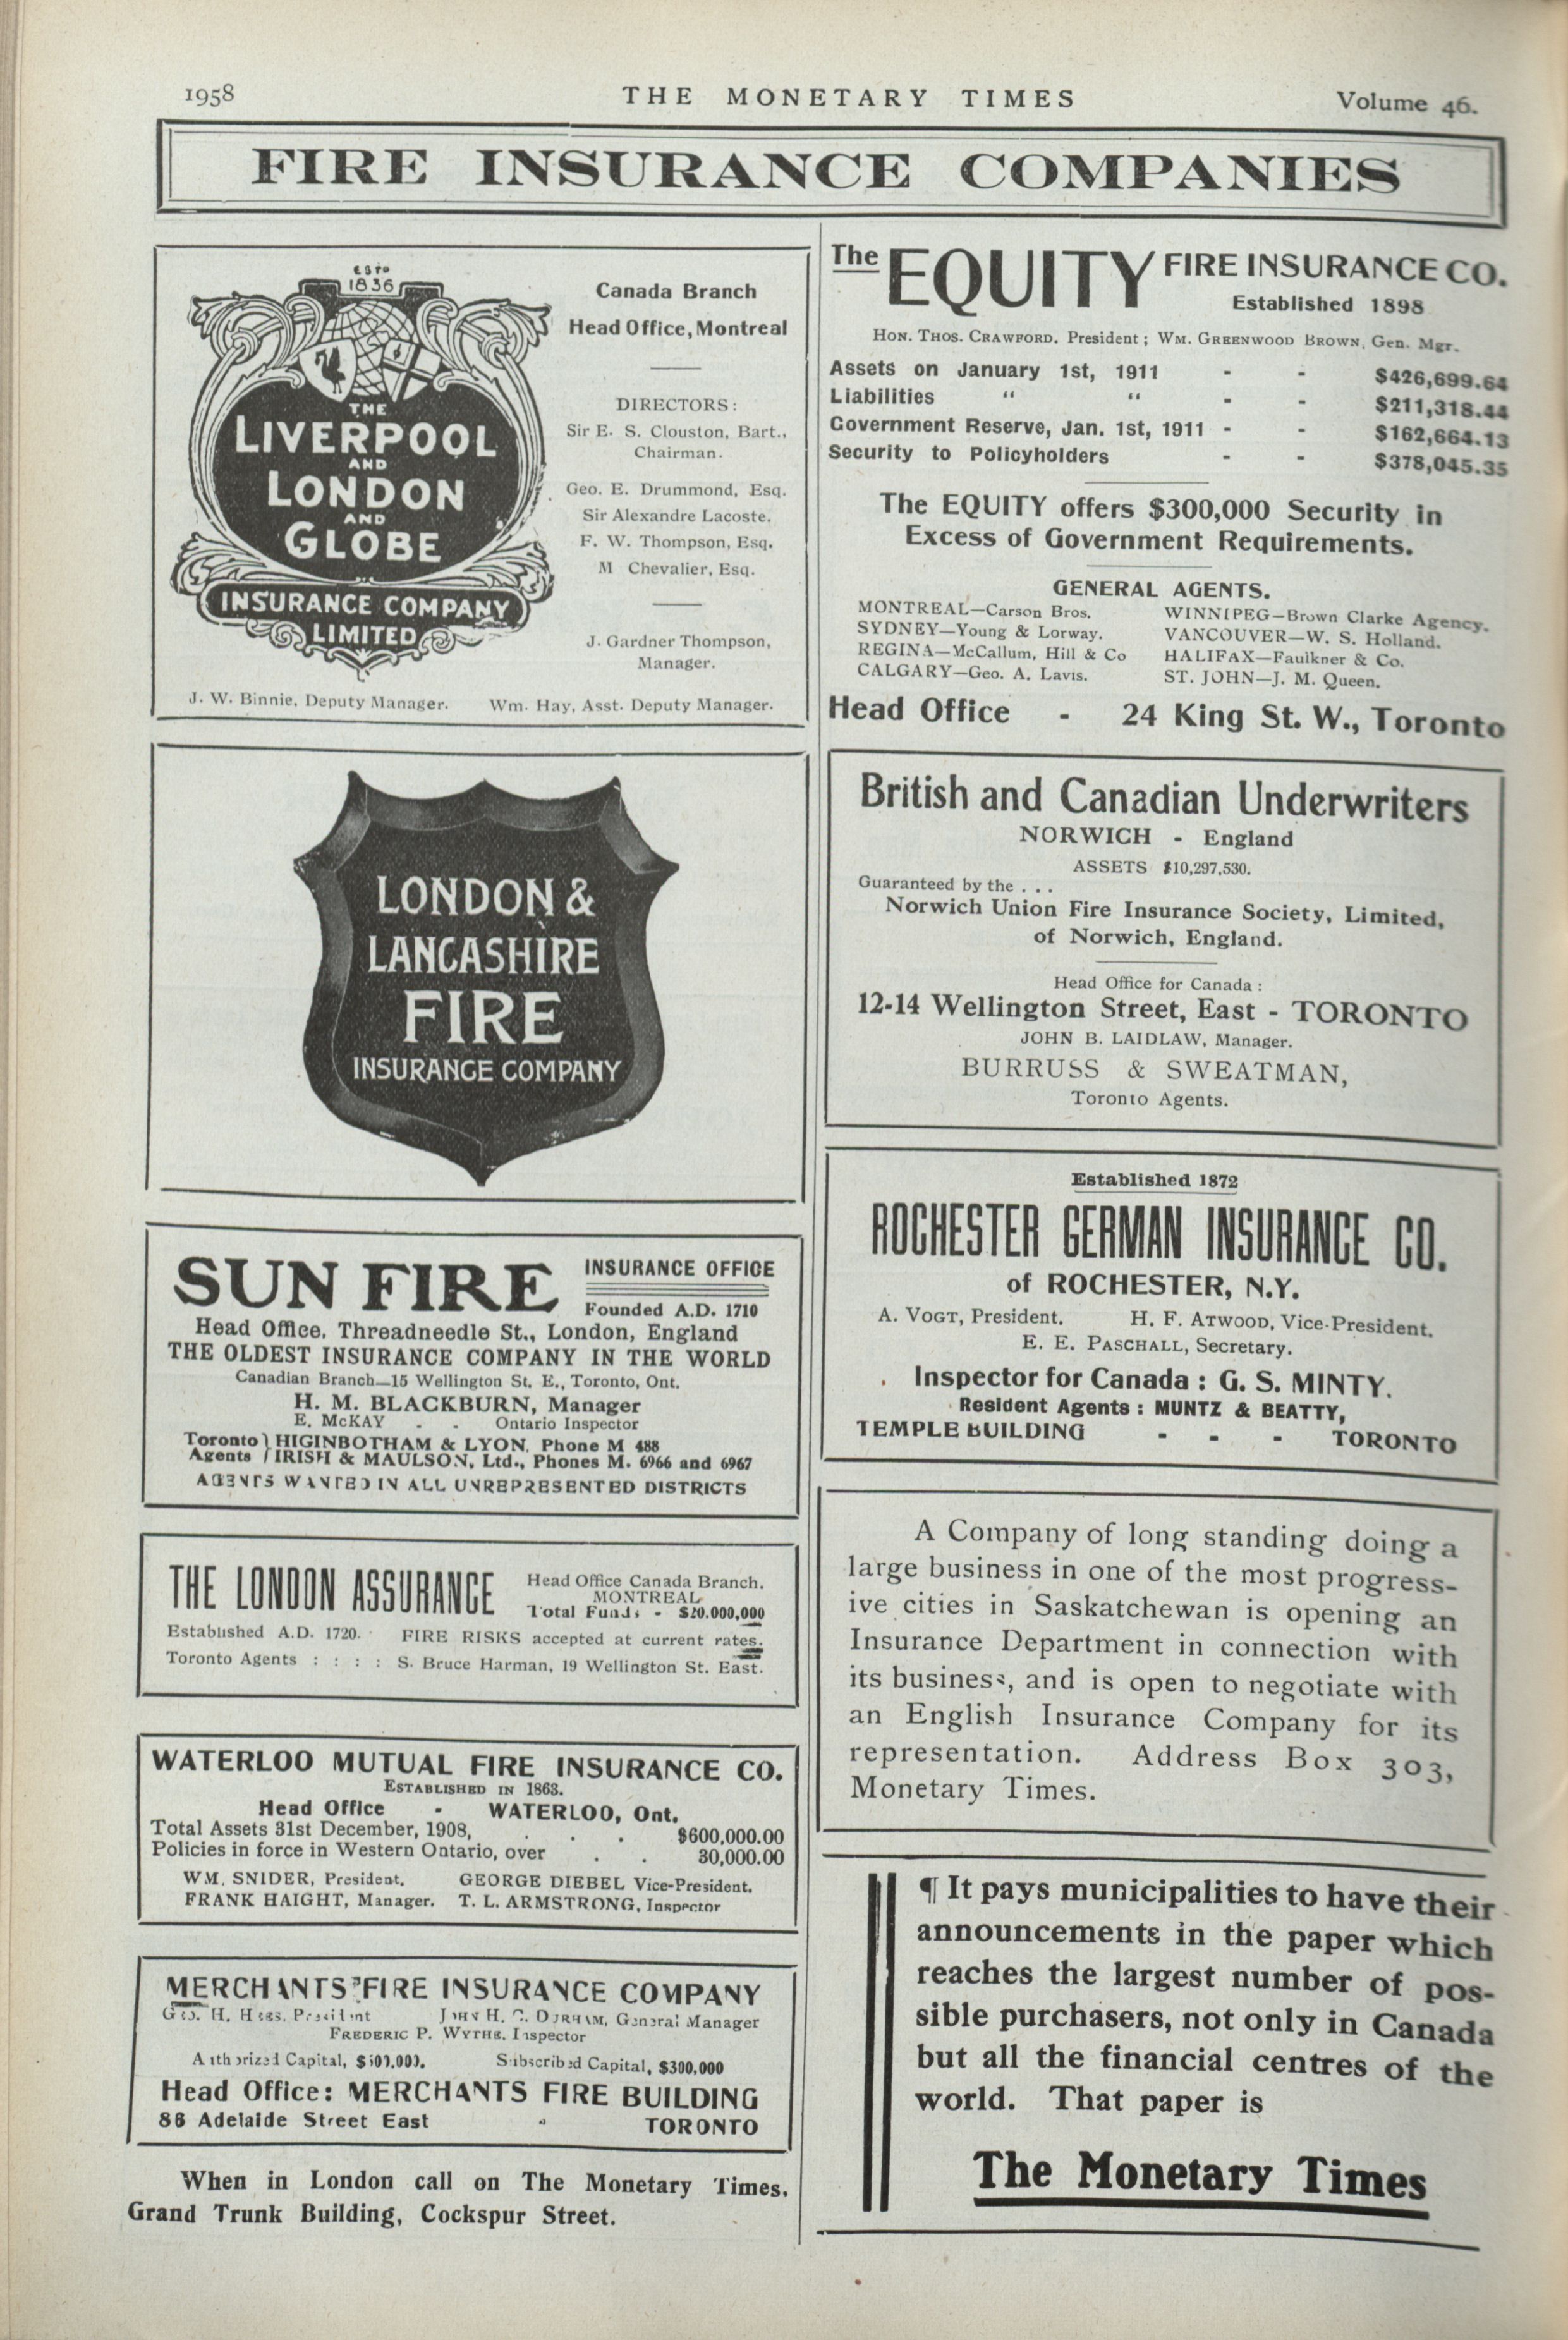 1958
THE MONETARY TIMES
Volume 46.
FIRE INSURANCE COMPANIES
ESTD
1836
THE
LIVERPOOL
AND
LONDON
AND
GLOBE
INSURANCE COMPANY
LIMITED
Canada Branch
Head Office, Montreal
DIRECTORS:
Sir E. S. Clouston, Bart.,
Chairman.
Geo. E. Drummond, Esq.
Sir Alexandre Lacoste.
F. W. Thompson, Esq.
M Chevalier, Esq.
J. Gardner Thompson,
Manager.
J. W. Binnie, Deputy Manager. Wm. Hay, Asst. Deputy Manager.
LONDON &
LANCASHIRE
FIRE
INSURANCE COMPANY
SUN FIRE INSURANCE OFFICE
Founded A.D. 1710
Head Office, Threadneedle St., London, England
THE OLDEST INSURANCE COMPANY IN THE WORLD
Canadian Branch—15 Wellington St. E., Toronto, Ont.
H. M. BLACKBURN, Manager
E. McKAY - - Ontario Inspector
Toronto } HIGINBOTHAM & LYON, Phone M 488
Agents } IRISH & MAULSON, Ltd., Phones M. 6966 and 6967
AGENTS WANTED IN ALL UNREPRESENTED DISTRICTS
THE LONDON ASSURANCE
Head Office Canada Branch.
MONTREAL
Total Funds - $20,000,000
Established A.D. 1720. FIRE RISKS accepted at current rates.
Toronto Agents : : : : S. Bruce Harman, 19 Wellington St. East.
WATERLOO MUTUAL FIRE INSURANCE CO.
ESTABLISHED IN 1863.
Head Office - WATERLOO, Ont.
Total Assets 31st December, 1908, . . . $600,000.00
Policies in force in Western Ontario, over . . 30,000.00
WM. SNIDER, President. GEORGE DIEBEL Vice-President.
FRANK HAIGHT, Manager. T. L. ARMSTRONG, Inspector
MERCHANTS' FIRE INSURANCE COMPANY
Geo. H. Hees, President John H. C. Durham, General Manager
FREDERIC P. WYTHE, Inspector
Authorized Capital, $500,000. Subscribed Capital, $300,000
Head Office: MERCHANTS FIRE BUILDING
86 Adelaide Street East " TORONTO
When in London call on The Monetary Times,
Grand Trunk Building, Cockspur Street.
The EQUITY FIRE INSURANCE CO.
Established 1898
HON. THOS. CRAWFORD, President; WM. GREENWOOD BROWN, Gen. Mgr.
Assets on January 1st, 1911 - - $426,699.64
Liabilities " " - - $211,318.44
Government Reserve, Jan. 1st, 1911 - - $162,664.13
Security to Policyholders - - $378,045.35
The EQUITY offers $300,000 Security in
Excess of Government Requirements.
GENERAL AGENTS.
MONTREAL—Carson Bros. WINNIPEG—Brown Clarke Agency.
SYDNEY—Young & Lorway. VANCOUVER—W. S. Holland.
REGINA—McCallum, Hill & Co HALIFAX—Faulkner & Co.
CALGARY—Geo. A. Lavis. ST. JOHN—J. M. Queen.
Head Office - 24 King St. W., Toronto
British and Canadian Underwriters
NORWICH - England
ASSETS $10,297,530.
Guaranteed by the . . .
Norwich Union Fire Insurance Society, Limited,
of Norwich, England.
Head Office for Canada :
12-14 Wellington Street, East - TORONTO
JOHN B. LAIDLAW, Manager.
BURRUSS & SWEATMAN,
Toronto Agents.
Established 1872
ROCHESTER GERMAN INSURANCE CO.
of ROCHESTER, N.Y.
A. VOGT, President. H. F. ATWOOD, Vice-President.
E. E. PASCHALL, Secretary.
Inspector for Canada : G. S. MINTY.
Resident Agents : MUNTZ & BEATTY,
TEMPLE BUILDING - - - TORONTO
A Company of long standing doing a
large business in one of the most progress-
ive cities in Saskatchewan is opening an
Insurance Department in connection with
its business, and is open to negotiate with
an English Insurance Company for its
representation. Address Box 303,
Monetary Times.
¶ It pays municipalities to have their
announcements in the paper which
reaches the largest number of pos-
sible purchasers, not only in Canada
but all the financial centres of the
world. That paper is
The Monetary Times